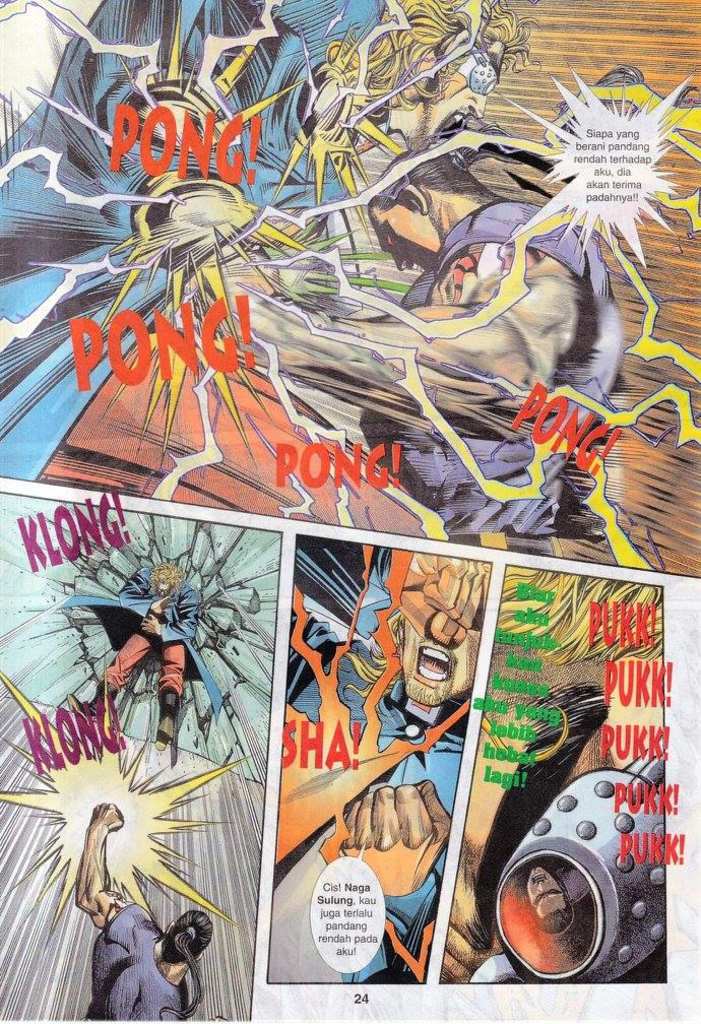 PONG!
Siapa yang
berani pandang
rendah terhadap
aku, dia
akan terima
padahnya!!
PONG!
PONG!
PONG!
KLONG!
KLONG!
SHA!
Cis! Naga
Sulung, kau
juga terlalu
pandang
rendah pada
aku!
Biar
aku
tunjuk
kan
kuasa
aku yang
lebih
hebat
lagi!
PUKK!
PUKK!
PUKK!
PUKK!
PUKK!
24